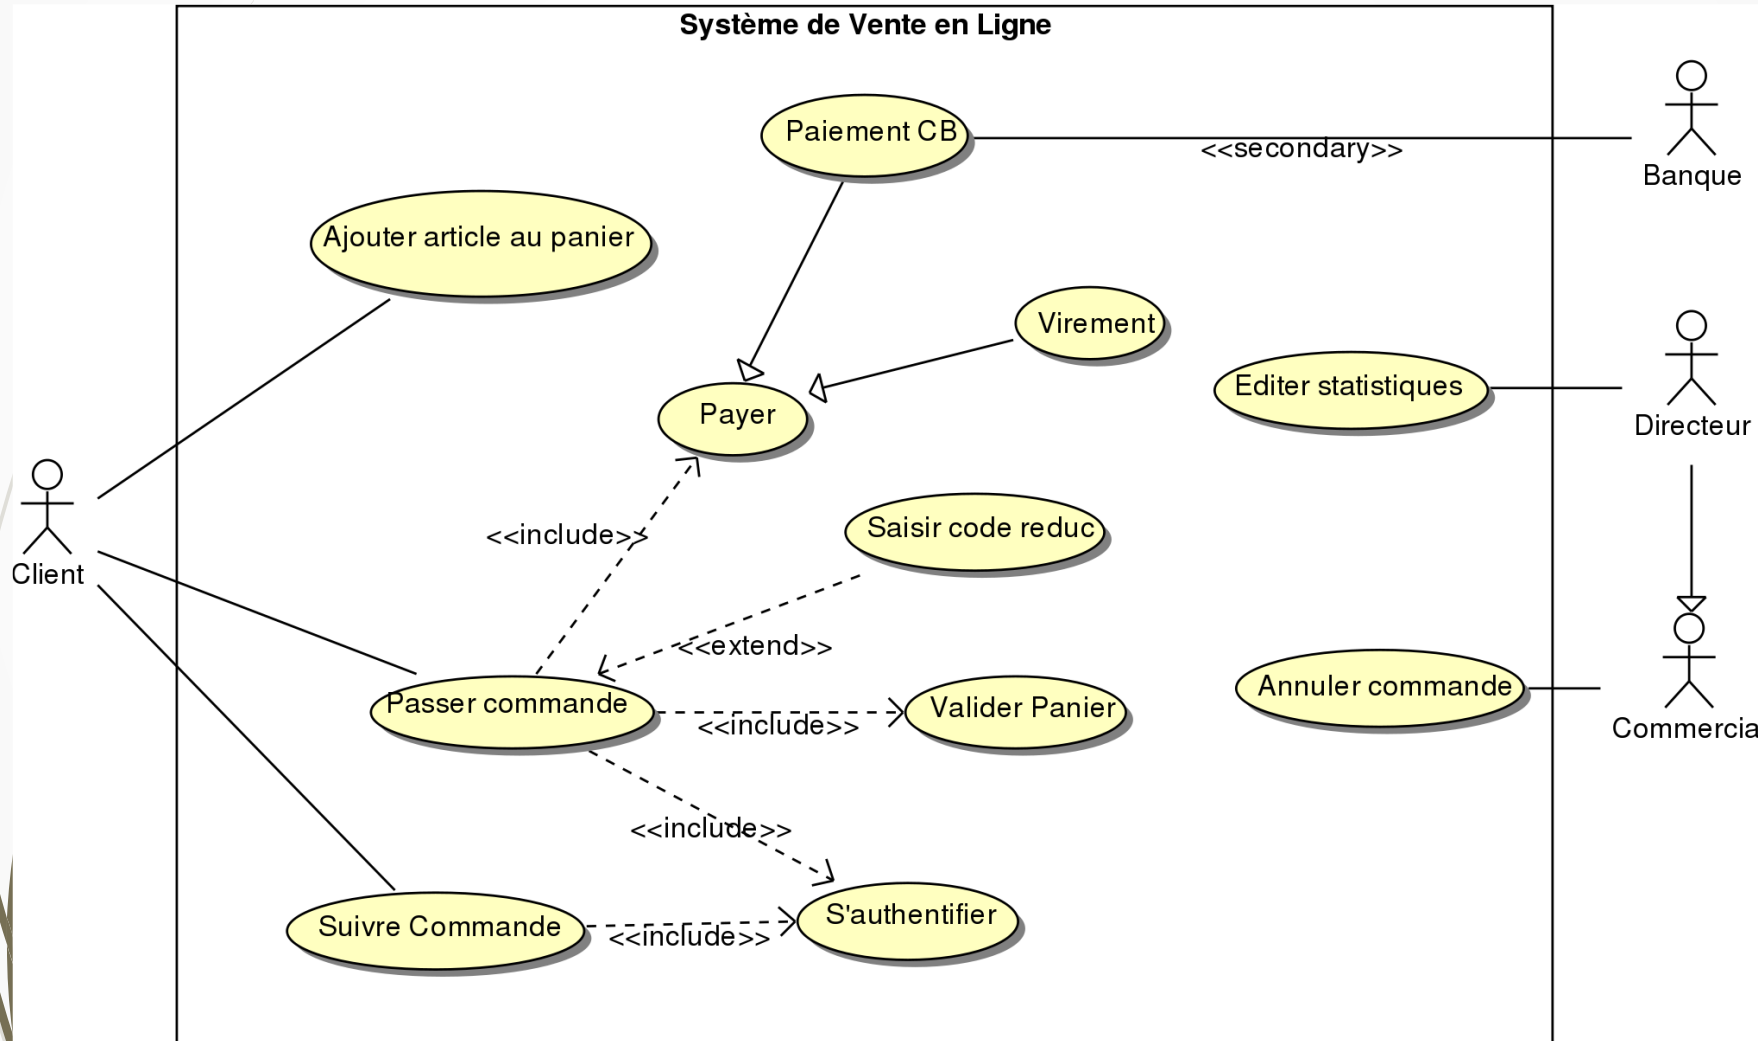 Système de Vente en Ligne
Paiement CB
<<secondary>>
Banque
Ajouter article au panier
Virement
Editer statistiques
Payer
Directeur
<<include>>
Saisir code reduc
Client
<<extend>>
Passer commande
<<include>>
Valider Panier
Annuler commande
Commercia
<<include>>
Suivre Commande
<<include>>
S'authentifier